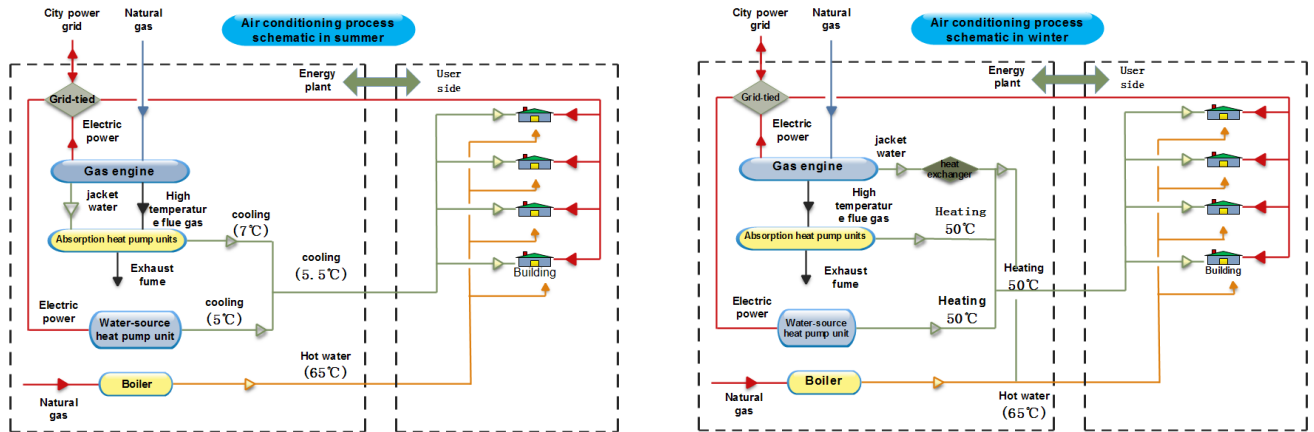 City power
grid
Natural
gas
Air conditioning process
schematic in summer
Energy
plant
User
side
Grid-tied
Electric
power
Gas engine
jacket
water
High
temperatur
e flue gas
cooling
(7℃)
Absorption heat pump units
cooling
(5.5℃)
Exhaust
fume
Building
Electric
power
cooling
(5℃)
Water-source
heat pump unit
Hot water
(65℃)
Boiler
Natural
gas
City power
grid
Natural
gas
Air conditioning process
schematic in winter
Energy
plant
User
side
Grid-tied
Electric
power
jacket
water
Gas engine
heat
exchanger
High
temperatur
e flue gas
Heating
50℃
Absorption heat pump units
Exhaust
fume
Heating
50℃
Building
Electric
power
Heating
50℃
Water-source
heat pump unit
Boiler
Natural
gas
Hot water
(65℃)